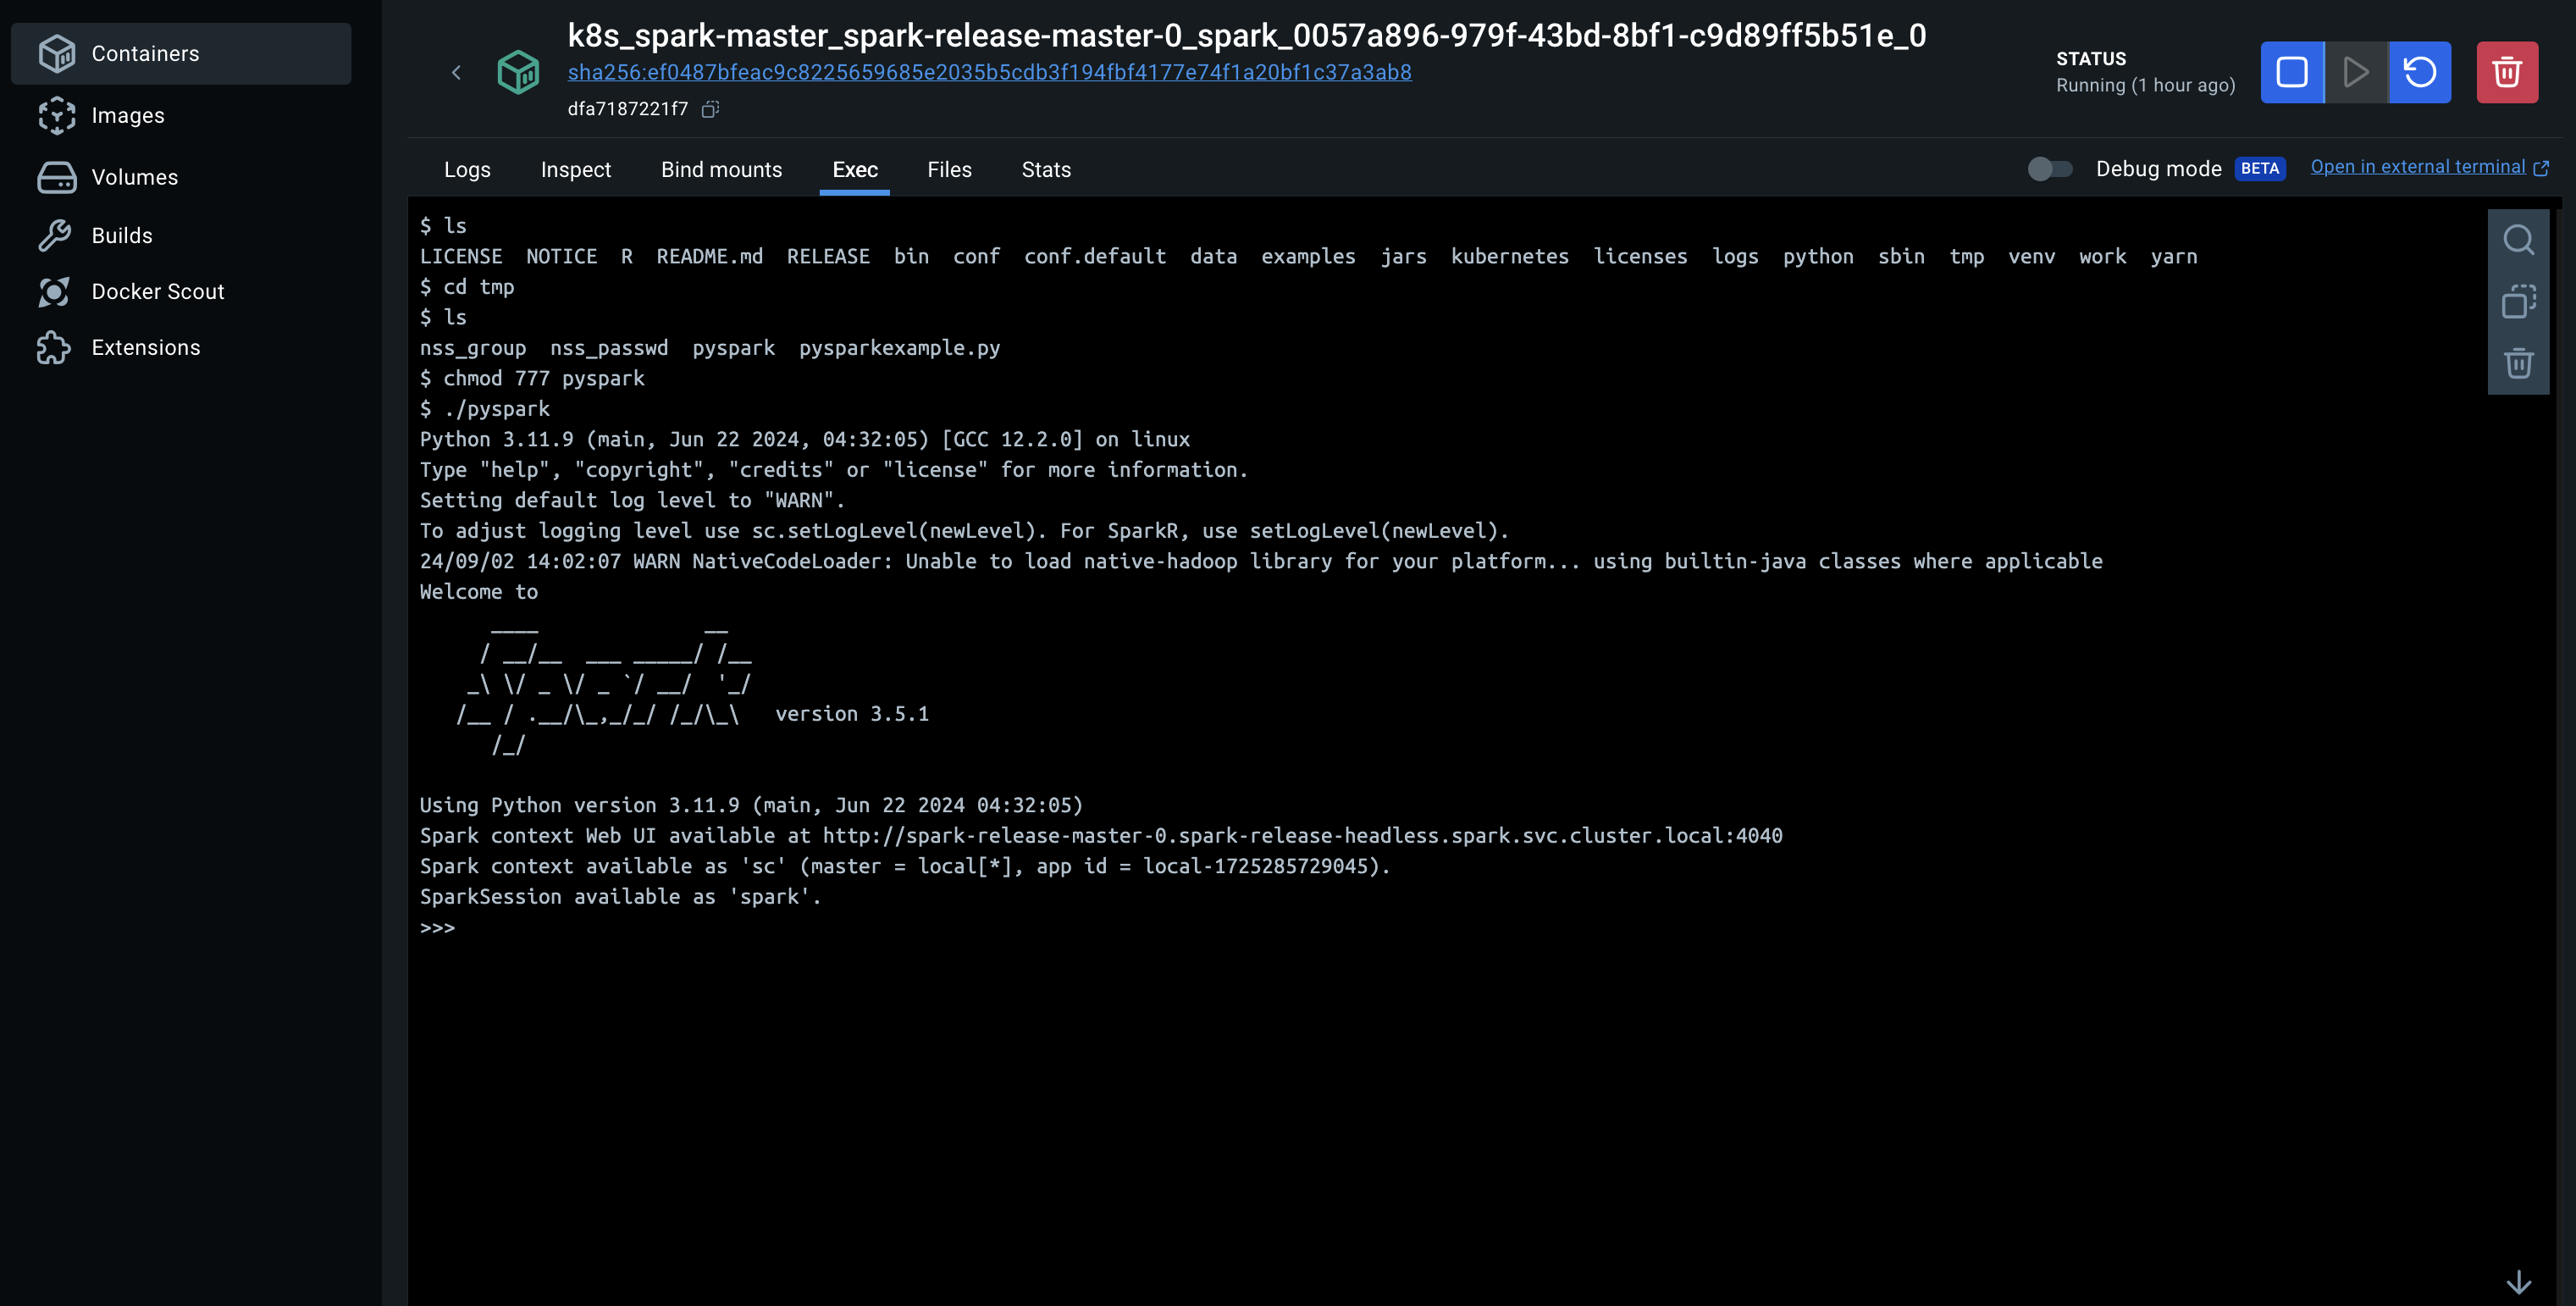 Containers
Images
Volumes
Builds
Docker Scout
Extensions
k8s_spark-master_spark-release-master-0_spark_0057a896-979f-43bd-8bf1-c9d89ff5b51e_0
sha256:ef0487bfeac9c8225659685e2035b5cdb3f194fbf4177e74f1a20bf1c37a3ab8
dfa7187221f7
STATUS
Running (1 hour ago)
Logs Inspect Bind mounts Exec Files Stats
Debug mode BETA Open in external terminal
$ ls
LICENSE  NOTICE  R  README.md  RELEASE  bin  conf  conf.default  data  examples  jars  kubernetes  licenses  logs  python  sbin  tmp  venv  work  yarn
$ cd tmp
$ ls
nss_group  nss_passwd  pyspark  pysparkexample.py
$ chmod 777 pyspark
$ ./pyspark
Python 3.11.9 (main, Jun 22 2024, 04:32:05) [GCC 12.2.0] on linux
Type "help", "copyright", "credits" or "license" for more information.
Setting default log level to "WARN".
To adjust logging level use sc.setLogLevel(newLevel). For SparkR, use setLogLevel(newLevel).
24/09/02 14:02:07 WARN NativeCodeLoader: Unable to load native-hadoop library for your platform... using builtin-java classes where applicable
Welcome to
      ____              __
     / __/__  ___ _____/ /__
    _\ \/ _ \/ _ `/ __/  '_/
   /__ / .__/\_,_/_/ /_/\_\   version 3.5.1
      /_/
Using Python version 3.11.9 (main, Jun 22 2024 04:32:05)
Spark context Web UI available at http://spark-release-master-0.spark-release-headless.spark.svc.cluster.local:4040
Spark context available as 'sc' (master = local[*], app id = local-1725285729045).
SparkSession available as 'spark'.
>>>